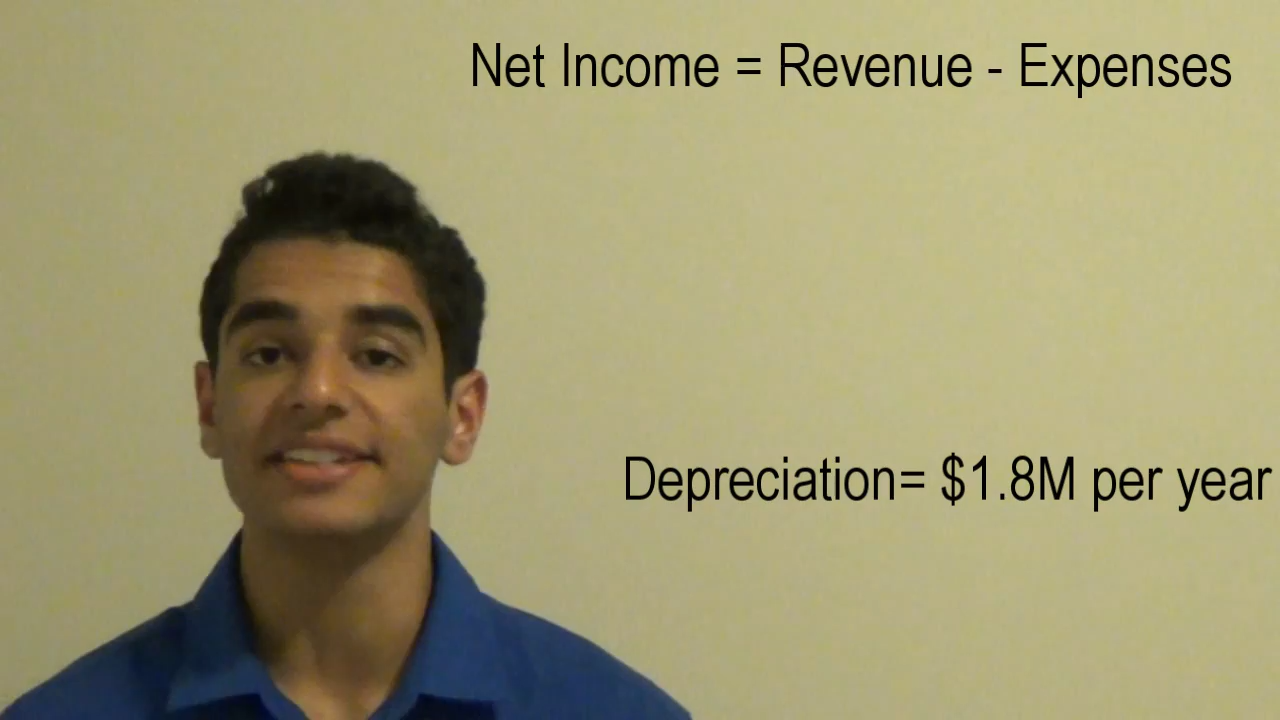 Net Income = Revenue - Expenses
Depreciation= $1.8M per year